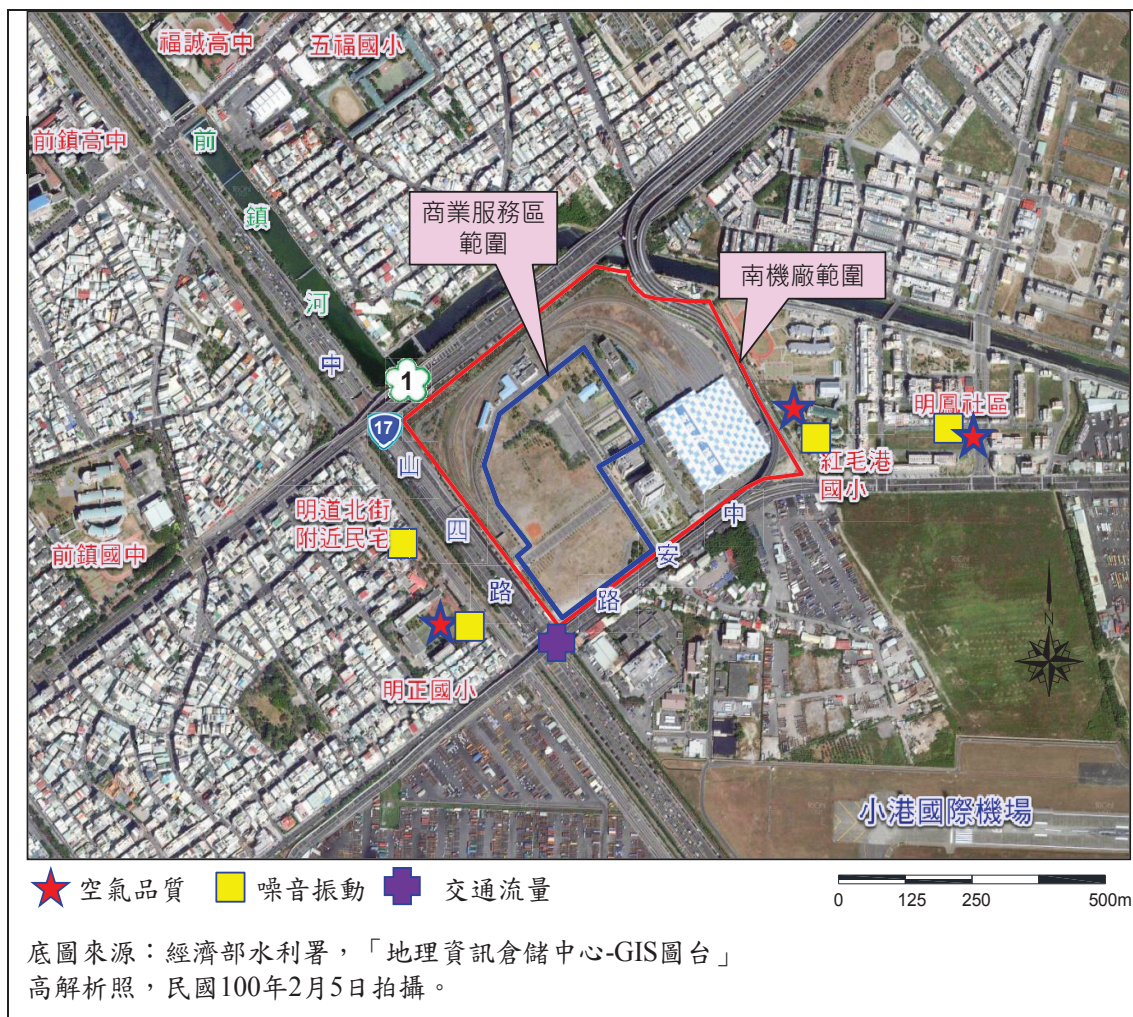 福誠高中
五福國小
前鎮高中
前
鎮
河
商業服務區
範圍
南機廠範圍
中
1
17
山
四
路
明鳳社區
紅毛港
國小
明道北街
附近民宅
前鎮國中
中
安
路
N
明正國小
小港國際機場
空氣品質
噪音振動
交通流量
0 125 250 500m
底圖來源：經濟部水利署，「地理資訊倉儲中心-GIS圖台」
高解析照，民國100年2月5日拍攝。